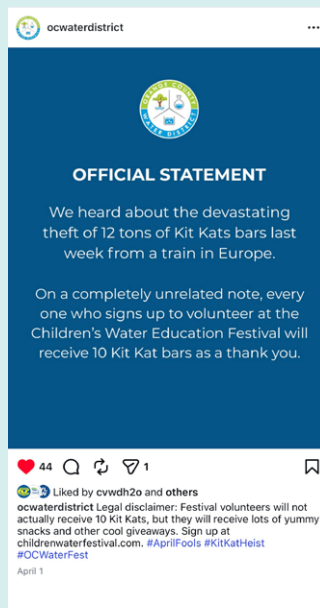 ocwaterdistrict
ORANGE COUNTY
WATER DISTRICT
OFFICIAL STATEMENT
We heard about the devastating
theft of 12 tons of Kit Kats bars last
week from a train in Europe.
On a completely unrelated note, every
one who signs up to volunteer at the
Children's Water Education Festival will
receive 10 Kit Kat bars as a thank you.
44 1
Liked by cvwdh2o and others
ocwaterdistrict Legal disclaimer: Festival volunteers will not
actually receive 10 Kit Kats, but they will receive lots of yummy
snacks and other cool giveaways. Sign up at
childrenwaterfestival.com. #AprilFools #KitKatHeist
#OCWaterFest
April 1